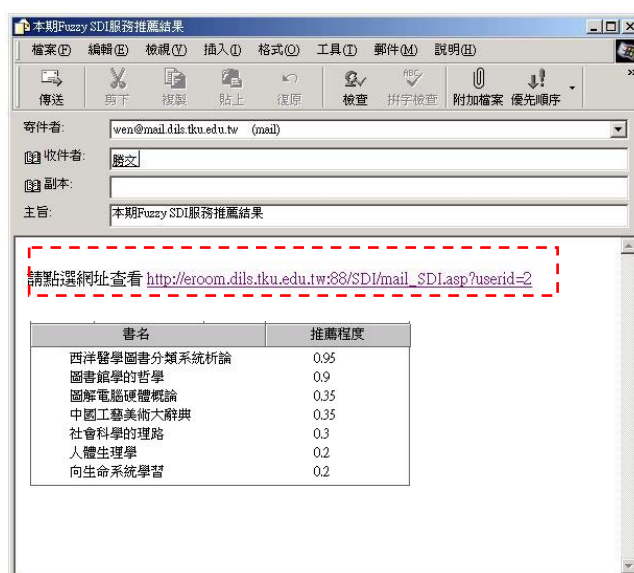 本期Fuzzy SDI服務推薦結果
檔案(F) 編輯(E) 檢視(V) 插入(I) 格式(O) 工具(T) 郵件(M) 說明(H)
傳送 剪下 複製 貼上 復原 檢查 拼字檢查 附加檔案 優先順序 »
寄件者: wen@mail.dils.tku.edu.tw (mail)
收件者: 勝文
副本:
主旨: 本期Fuzzy SDI服務推薦結果
請點選網址查看 http://eroom.dils.tku.edu.tw:88/SDI/mail_SDI.asp?userid=2
書名 推薦程度
西洋醫學圖書分類系統析論 0.95
圖書館學的哲學 0.9
圖解電腦硬體概論 0.35
中國工藝美術大辭典 0.35
社會科學的理路 0.3
人體生理學 0.2
向生命系統學習 0.2